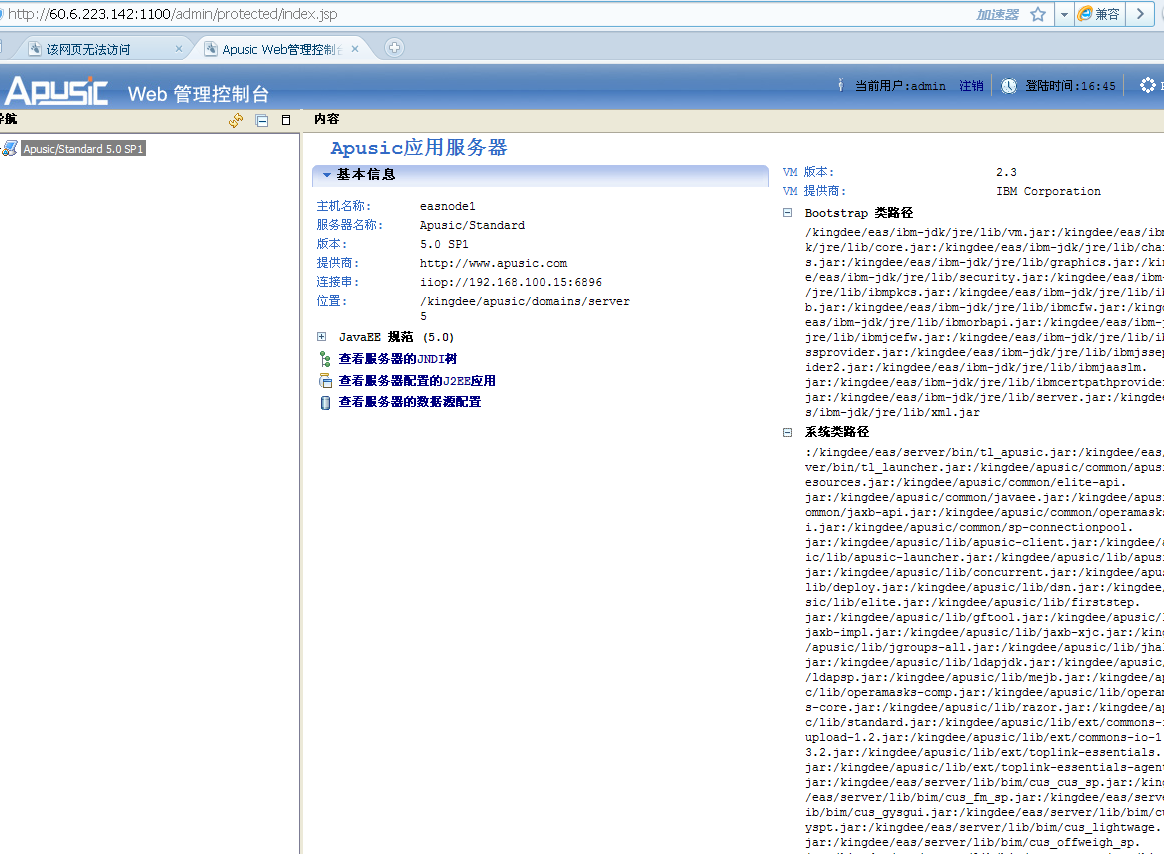 http://60.6.223.142:1100/admin/protected/index.jsp
加速器
兼容
该网页无法访问
Apusic Web管理控制台
Apusic Web 管理控制台
当前用户:admin 注销 登陆时间:16:45
导航
内容
Apusic/Standard 5.0 SP1
Apusic应用服务器
基本信息
主机名称: easnode1
服务器名称: Apusic/Standard
版本: 5.0 SP1
提供商: http://www.apusic.com
连接串: iiop://192.168.100.15:6896
位置: /kingdee/apusic/domains/server
5
JavaEE 规范 (5.0)
查看服务器的JNDI树
查看服务器配置的J2EE应用
查看服务器的数据源配置
VM 版本: 2.3
VM 提供商: IBM Corporation
Bootstrap 类路径
/kingdee/eas/ibm-jdk/jre/lib/vm.jar:/kingdee/eas/ibm
k/jre/lib/core.jar:/kingdee/eas/ibm-jdk/jre/lib/cha
s.jar:/kingdee/eas/ibm-jdk/jre/lib/graphics.jar:/ki
e/eas/ibm-jdk/jre/lib/security.jar:/kingdee/eas/ibm-
/jre/lib/ibmpkcs.jar:/kingdee/eas/ibm-jdk/jre/lib/i
b.jar:/kingdee/eas/ibm-jdk/jre/lib/ibmcfw.jar:/king
eas/ibm-jdk/jre/lib/ibmorbapi.jar:/kingdee/eas/ibm-
jre/lib/ibmjcefw.jar:/kingdee/eas/ibm-jdk/jre/lib/i
ssprovider.jar:/kingdee/eas/ibm-jdk/jre/lib/ibmjssep
ider2.jar:/kingdee/eas/ibm-jdk/jre/lib/ibmjaaslm.
jar:/kingdee/eas/ibm-jdk/jre/lib/ibmcertpathprovide
jar:/kingdee/eas/ibm-jdk/jre/lib/server.jar:/kingdee
s/ibm-jdk/jre/lib/xml.jar
系统类路径
:/kingdee/eas/server/bin/tl_apusic.jar:/kingdee/eas
ver/bin/tl_launcher.jar:/kingdee/apusic/common/apus
esources.jar:/kingdee/apusic/common/elite-api.
jar:/kingdee/apusic/common/javaee.jar:/kingdee/apus
ommon/jaxb-api.jar:/kingdee/apusic/common/operamasks
i.jar:/kingdee/apusic/common/sp-connectionpool.
jar:/kingdee/apusic/lib/apusic-client.jar:/kingdee/a
ic/lib/apusic-launcher.jar:/kingdee/apusic/lib/apus
jar:/kingdee/apusic/lib/concurrent.jar:/kingdee/apus
lib/deploy.jar:/kingdee/apusic/lib/dsn.jar:/kingdee
sic/lib/elite.jar:/kingdee/apusic/lib/firststep.
jar:/kingdee/apusic/lib/gftool.jar:/kingdee/apusic/l
jaxb-impl.jar:/kingdee/apusic/lib/jaxb-xjc.jar:/kin
/apusic/lib/jgroups-all.jar:/kingdee/apusic/lib/jha
jar:/kingdee/apusic/lib/ldapjdk.jar:/kingdee/apusic
/ldapsp.jar:/kingdee/apusic/lib/mejb.jar:/kingdee/ap
c/lib/operamasks-comp.jar:/kingdee/apusic/lib/opera
s-core.jar:/kingdee/apusic/lib/razor.jar:/kingdee/ap
c/lib/standard.jar:/kingdee/apusic/lib/ext/commons-
upload-1.2.jar:/kingdee/apusic/lib/ext/commons-io-1
3.2.jar:/kingdee/apusic/lib/ext/toplink-essentials.
jar:/kingdee/apusic/lib/ext/toplink-essentials-agen
jar:/kingdee/eas/server/lib/bim/cus_cus_sp.jar:/kin
/eas/server/lib/bim/cus_fm_sp.jar:/kingdee/eas/serve
ib/bim/cus_gysgui.jar:/kingdee/eas/server/lib/bim/cu
yspt.jar:/kingdee/eas/server/lib/bim/cus_lightwage.
jar:/kingdee/eas/server/lib/bim/cus_offweigh_sp.